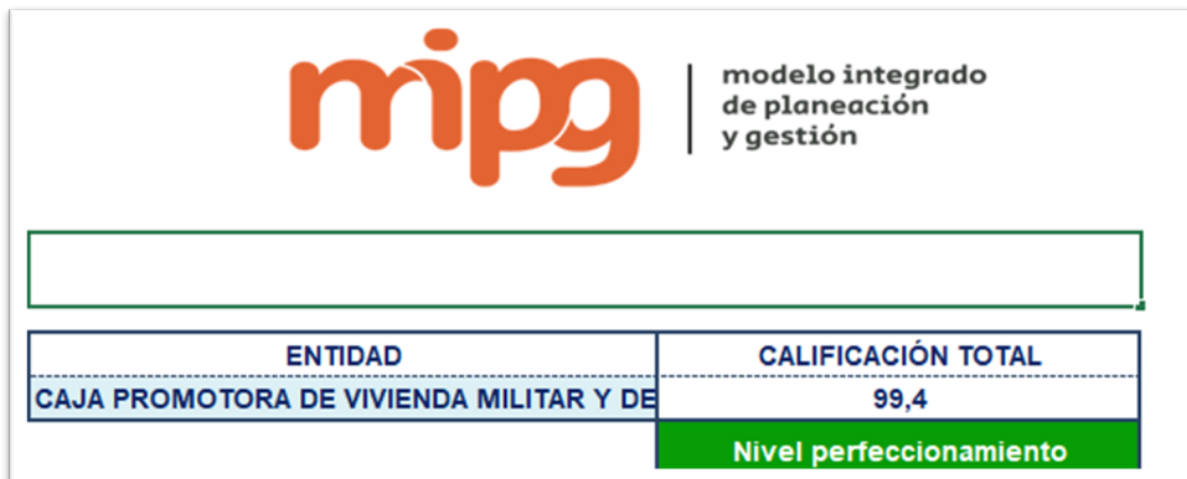 mipg
modelo integrado
de planeación
y gestión
ENTIDAD
CALIFICACIÓN TOTAL
CAJA PROMOTORA DE VIVIENDA MILITAR Y DE
99,4
Nivel perfeccionamiento